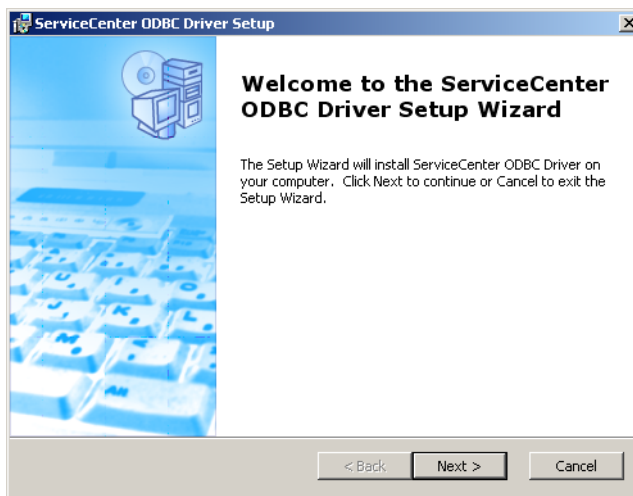 ServiceCenter ODBC Driver Setup
Welcome to the ServiceCenter
ODBC Driver Setup Wizard
The Setup Wizard will install ServiceCenter ODBC Driver on
your computer. Click Next to continue or Cancel to exit the
Setup Wizard.
< Back
Next >
Cancel